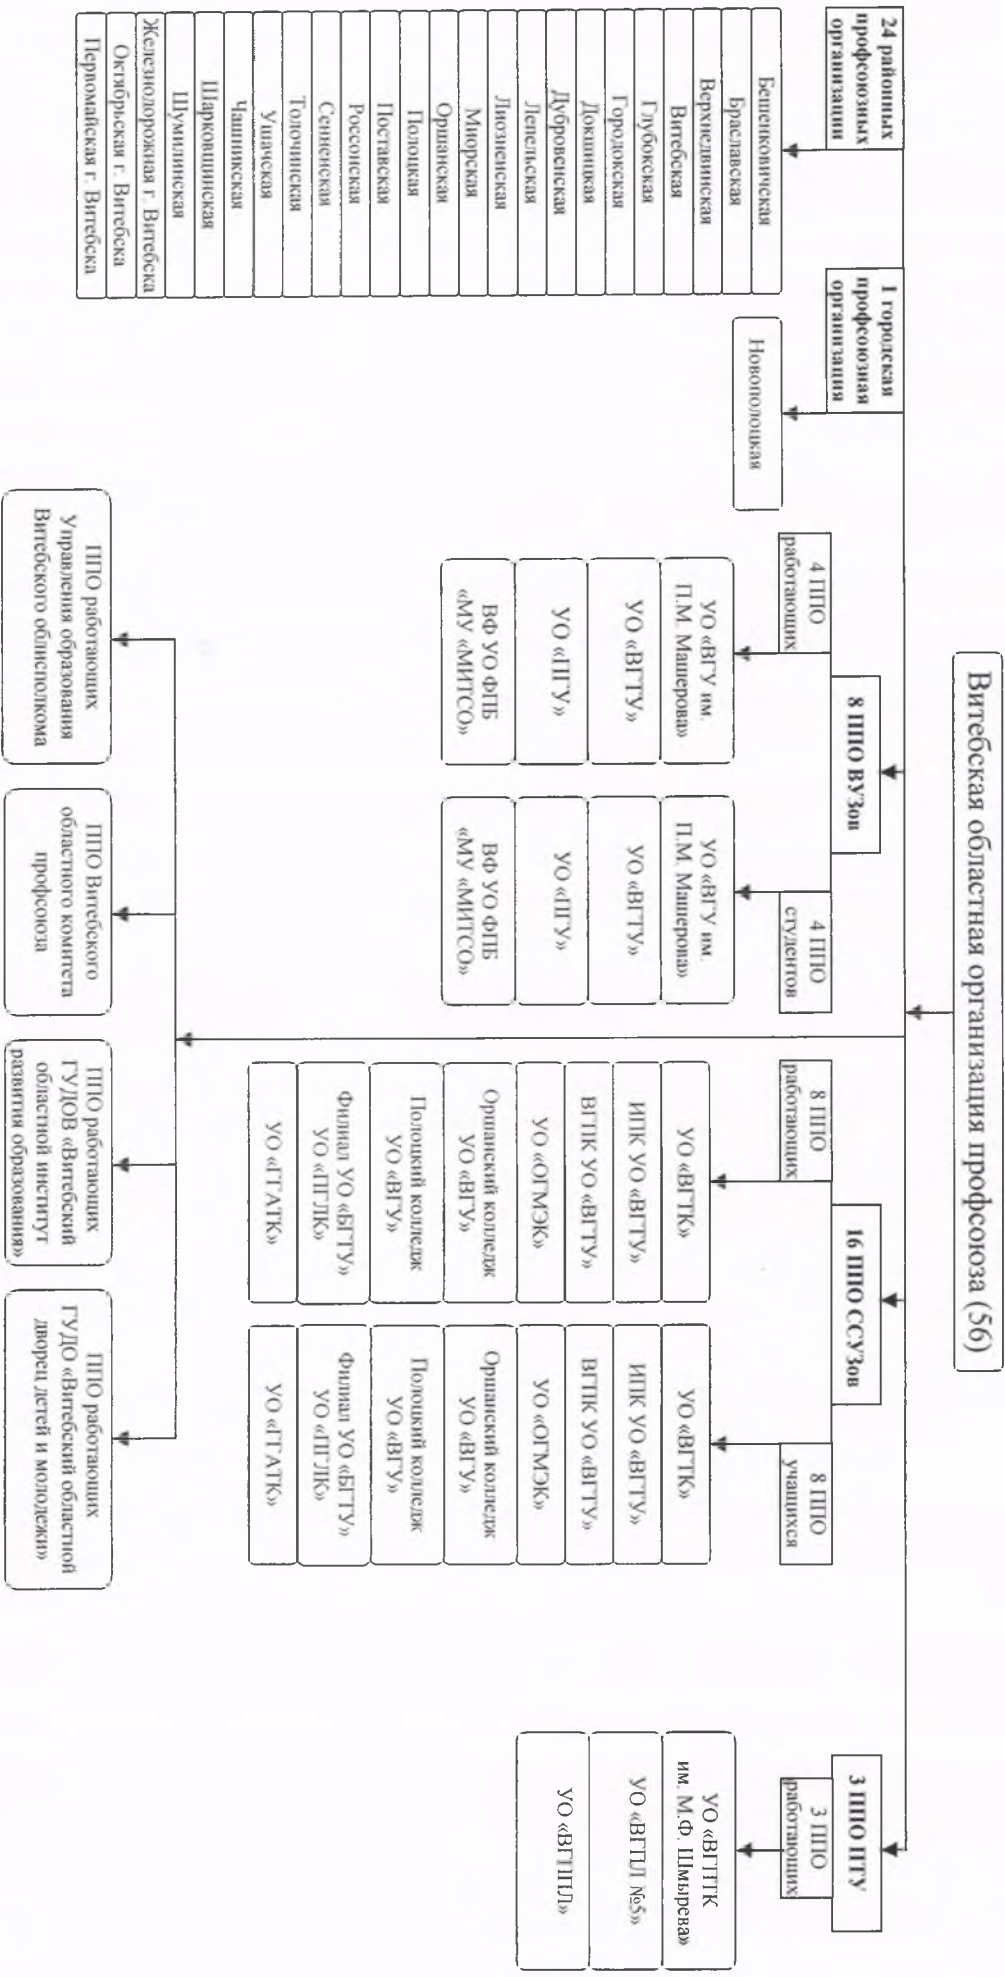 Витебская областная организация профсоюза (56)
24 районных
профсоюзных
организации
Бешенковичская
Браславская
Верхнедвинская
Витебская
Глубокская
Городокская
Докшицкая
Дубровенская
Лепельская
Лиозненская
Миорская
Оршанская
Полоцкая
Поставская
Россонская
Сенненская
Толочинская
Ушачская
Чашникская
Шарковщинская
Шумилинская
Железнодорожная г. Витебска
Октябрьская г. Витебска
Первомайская г. Витебска
1 городская
профсоюзная
организация
Новополоцкая
8 ППО ВУЗов
4 ППО
работающих
УО «ВГУ им.
П.М. Машерова»
УО «ВГТУ»
УО «ПГУ»
ВФ УО ФПБ
«МУ «МИТСО»
4 ППО
студентов
УО «ВГУ им.
П.М. Машерова»
УО «ВГТУ»
УО «ПГУ»
ВФ УО ФПБ
«МУ «МИТСО»
16 ППО ССУЗов
8 ППО
работающих
УО «ВГТК»
ИПК УО «ВГТУ»
ВГТК УО «ВГТУ»
УО «ОГМЭК»
Оршанский колледж
УО «ВГУ»
Полоцкий колледж
УО «ВГУ»
Филиал УО «БГТУ»
УО «ПГЛК»
УО «ГГАТК»
8 ППО
учащихся
УО «ВГТК»
ИПК УО «ВГТУ»
ВГТК УО «ВГТУ»
УО «ОГМЭК»
Оршанский колледж
УО «ВГУ»
Полоцкий колледж
УО «ВГУ»
Филиал УО «БГТУ»
УО «ПГЛК»
УО «ГГАТК»
3 ППО ПТУ
3 ППО
работающих
УО «ВГПТК
им. М.Ф. Шмырева»
УО «ВГПЛ №5»
УО «ВГППЛ»
ППО работающих
Управления образования
Витебского облисполкома
ППО Витебского
областного комитета
профсоюза
ППО работающих
ГУДОВ «Витебский
областной институт
развития образования»
ППО работающих
ГУДО «Витебский областной
дворец детей и молодежи»